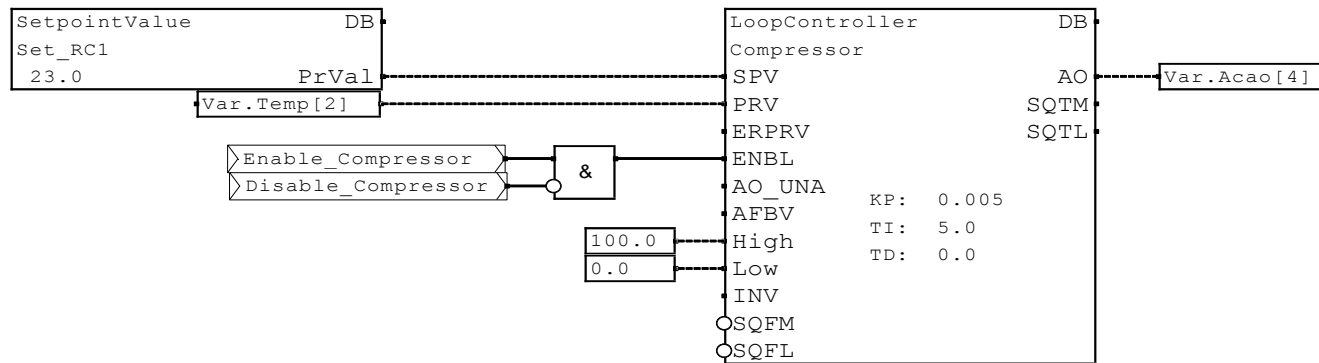 SetpointValue DB
Set_RC1
23.0 PrVal
Var.Temp[2]
Enable_Compressor
Disable_Compressor
&
100.0
0.0
LoopController DB
Compressor
SPV AO
PRV SQTM
ERPRV SQTL
ENBL
AO_UNA
KP: 0.005
AFBV
TI: 5.0
High
TD: 0.0
Low
INV
SQFM
SQFL
Var.Acao[4]